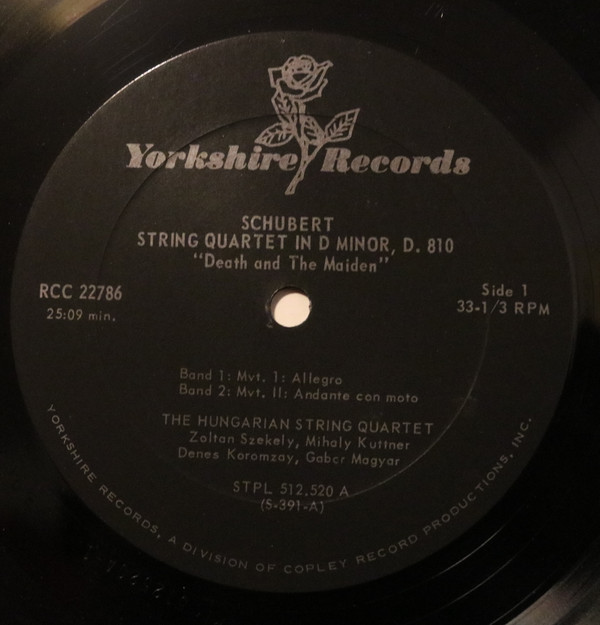 Yorkshire Records
SCHUBERT
STRING QUARTET IN D MINOR, D. 810
"Death and The Maiden"
RCC 22786
25:09 min.
Side 1
33-1/3 RPM
Band 1: Mvt. 1: Allegro
Band 2: Mvt. II: Andante con moto
THE HUNGARIAN STRING QUARTET
Zoltan Szekely, Mihaly Kuttner
Denes Koromzay, Gabor Magyar
STPL 512.520 A
(S-391-A)
YORKSHIRE RECORDS, A DIVISION OF COPLEY RECORD PRODUCTIONS, INC.